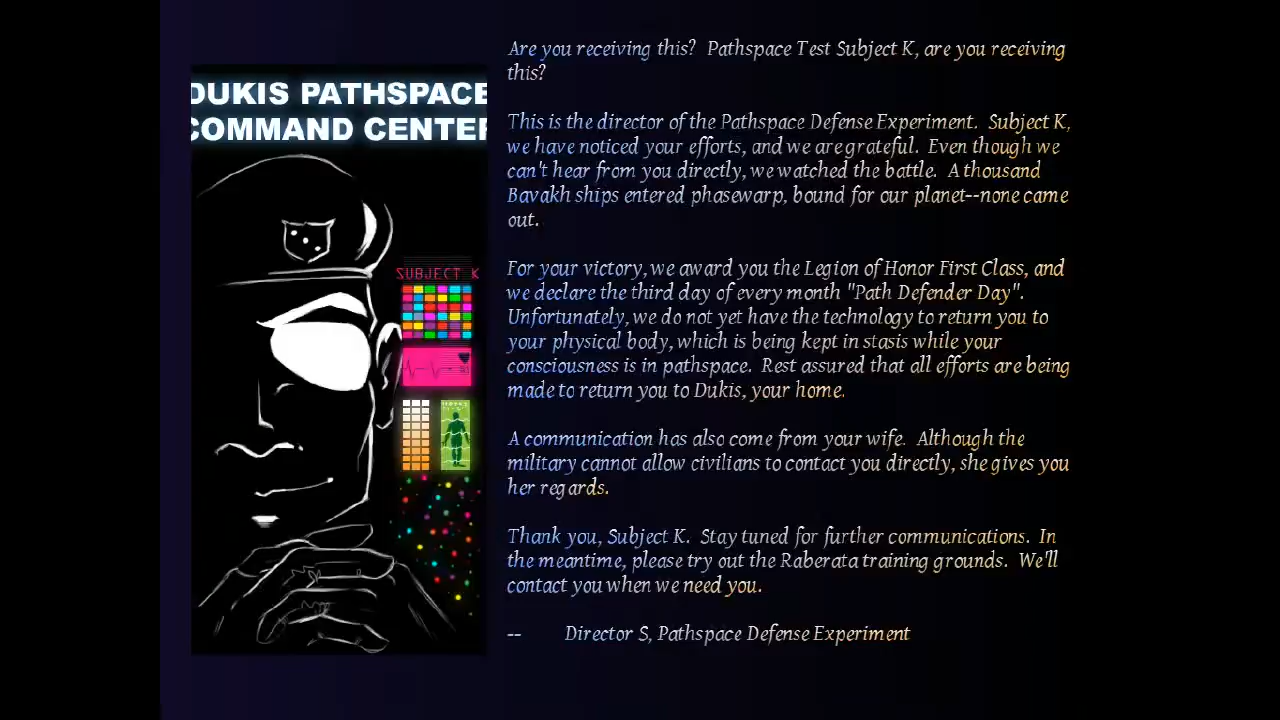 DUKIS PATHSPACE
COMMAND CENTER
SUBJECT K
Are you receiving this?  Pathspace Test Subject K, are you receiving
this?
This is the director of the Pathspace Defense Experiment.  Subject K,
we have noticed your efforts, and we are grateful.  Even though we
can't hear from you directly, we watched the battle.  A thousand
Bavakh ships entered phasewarp, bound for our planet--none came
out.
For your victory, we award you the Legion of Honor First Class, and
we declare the third day of every month "Path Defender Day".
Unfortunately, we do not yet have the technology to return you to
your physical body, which is being kept in stasis while your
consciousness is in pathspace.  Rest assured that all efforts are being
made to return you to Dukis, your home.
A communication has also come from your wife.  Although the
military cannot allow civilians to contact you directly, she gives you
her regards.
Thank you, Subject K.  Stay tuned for further communications.  In
the meantime, please try out the Raberata training grounds.  We'll
contact you when we need you.
--	Director S, Pathspace Defense Experiment